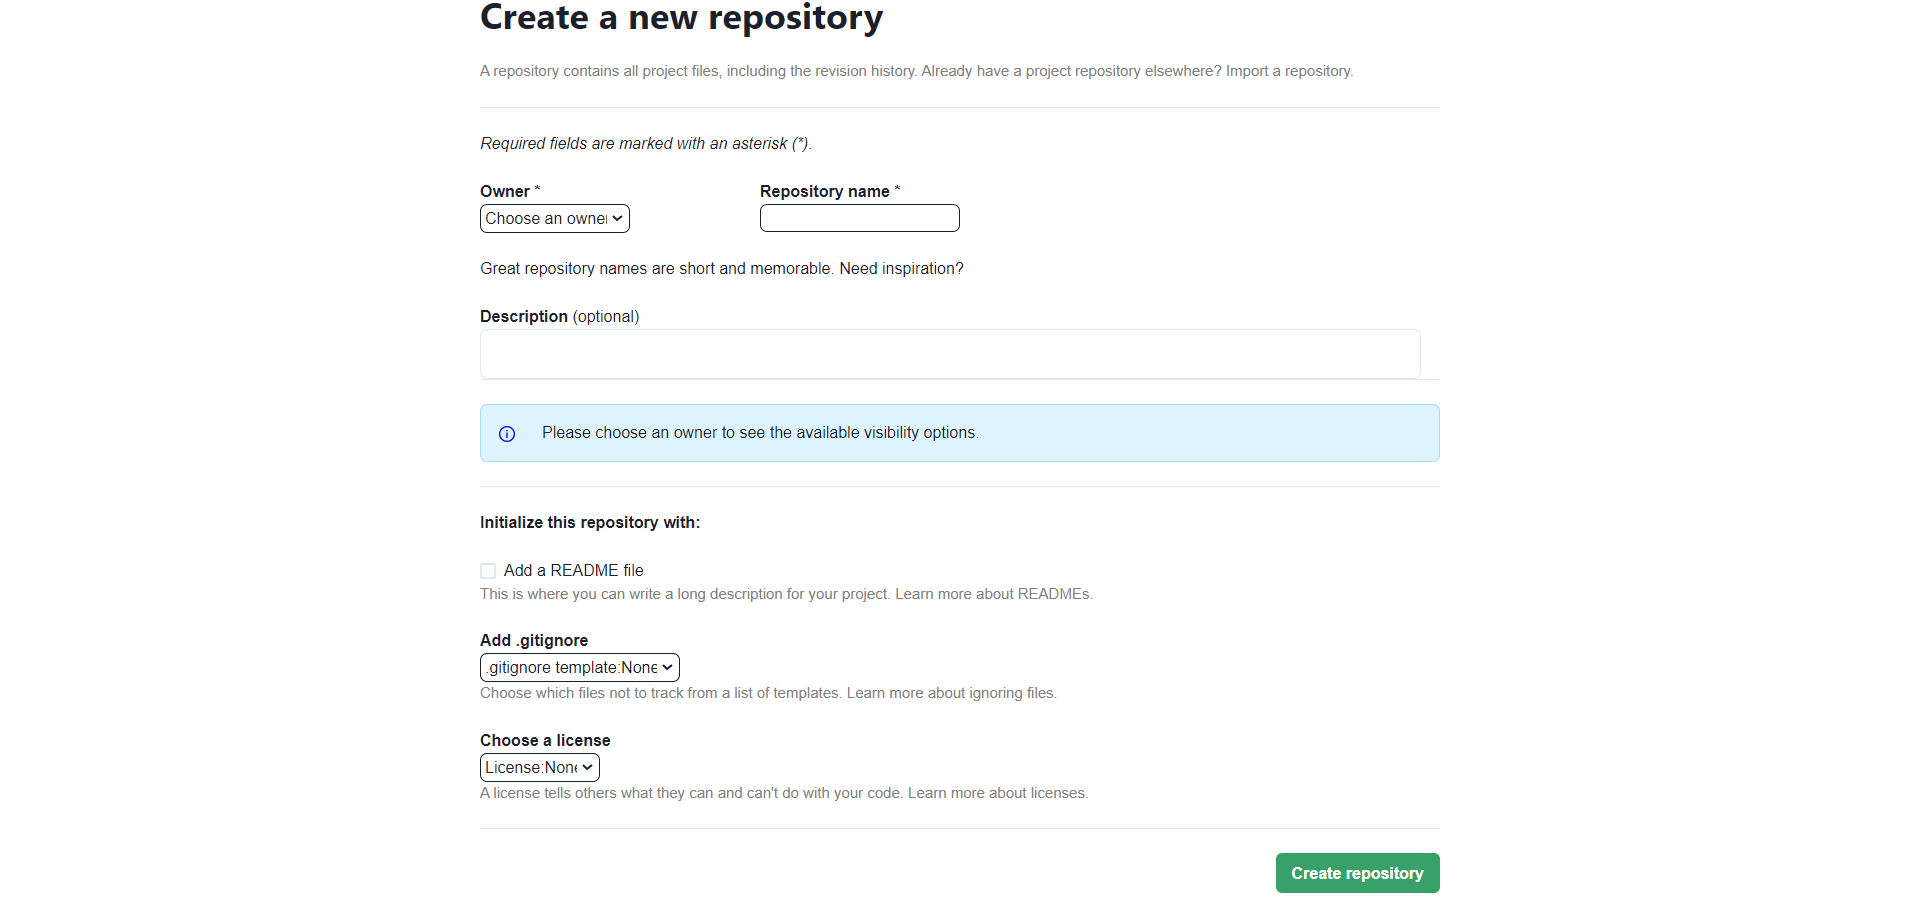 Create a new repository
A repository contains all project files, including the revision history. Already have a project repository elsewhere? Import a repository.
Required fields are marked with an asterisk (*).
Owner * Repository name *
Choose an owner
Great repository names are short and memorable. Need inspiration?
Description (optional)
Please choose an owner to see the available visibility options.
Initialize this repository with:
Add a README file
This is where you can write a long description for your project. Learn more about READMEs.
Add .gitignore
.gitignore template:None
Choose which files not to track from a list of templates. Learn more about ignoring files.
Choose a license
License:None
A license tells others what they can and can't do with your code. Learn more about licenses.
Create repository